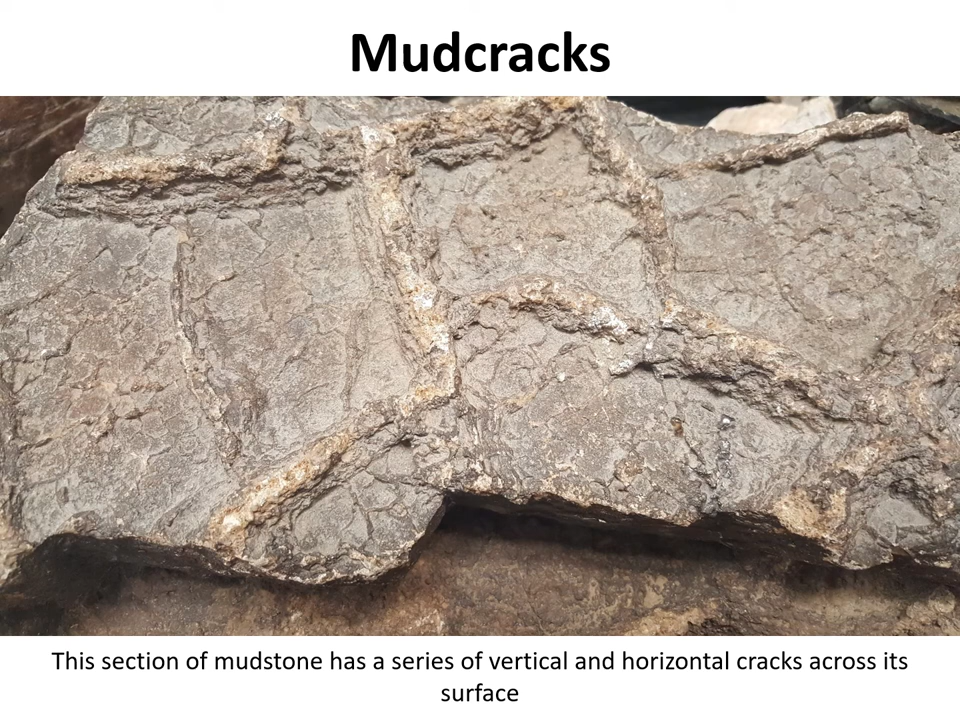 Mudcracks
This section of mudstone has a series of vertical and horizontal cracks across its
surface